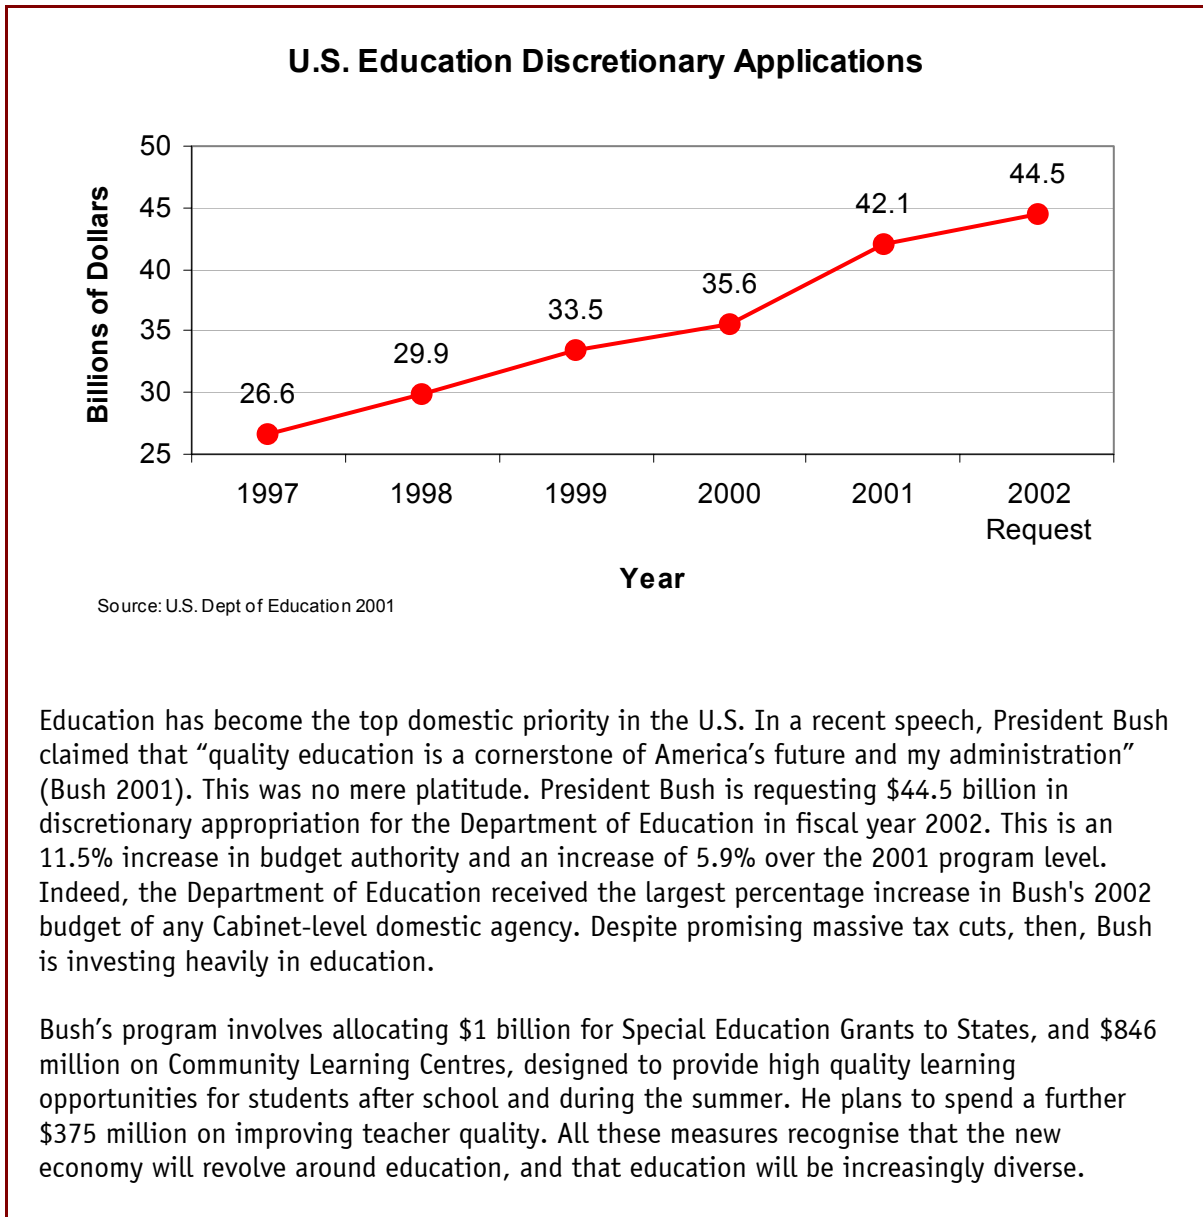 U.S. Education Discretionary Applications
50
45
40
35
30
25
Billions of Dollars
26.6
29.9
33.5
35.6
42.1
44.5
1997
1998
1999
2000
2001
2002
Request
Year
Source: U.S. Dept of Education 2001
Education has become the top domestic priority in the U.S. In a recent speech, President Bush
claimed that “quality education is a cornerstone of America’s future and my administration”
(Bush 2001). This was no mere platitude. President Bush is requesting $44.5 billion in
discretionary appropriation for the Department of Education in fiscal year 2002. This is an
11.5% increase in budget authority and an increase of 5.9% over the 2001 program level.
Indeed, the Department of Education received the largest percentage increase in Bush's 2002
budget of any Cabinet-level domestic agency. Despite promising massive tax cuts, then, Bush
is investing heavily in education.
Bush’s program involves allocating $1 billion for Special Education Grants to States, and $846
million on Community Learning Centres, designed to provide high quality learning
opportunities for students after school and during the summer. He plans to spend a further
$375 million on improving teacher quality. All these measures recognise that the new
economy will revolve around education, and that education will be increasingly diverse.